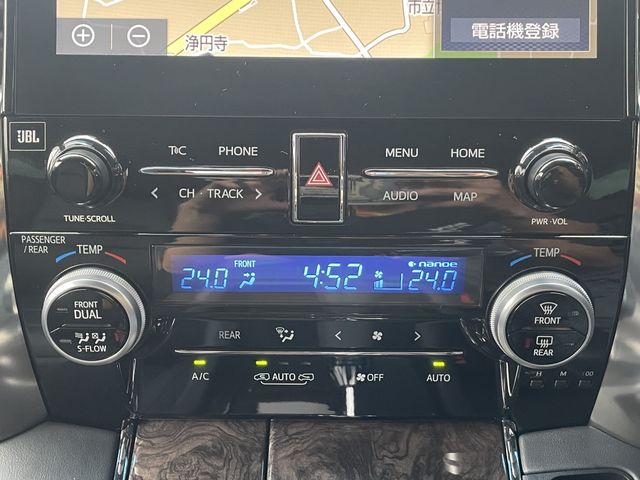 市立
電話機登録
浄円寺
JBL
T C PHONE
MENU HOME
CH · TRACK
AUDIO MAP
TUNE·SCROLL
PWR·VOL
PASSENGER
/REAR
TEMP
TEMP
FRONT
nanoe
24.0
4:52
24.0
FRONT
DUAL
S-FLOW
REAR
FRONT
REAR
A/C
AUTO
OFF
AUTO
H M :00